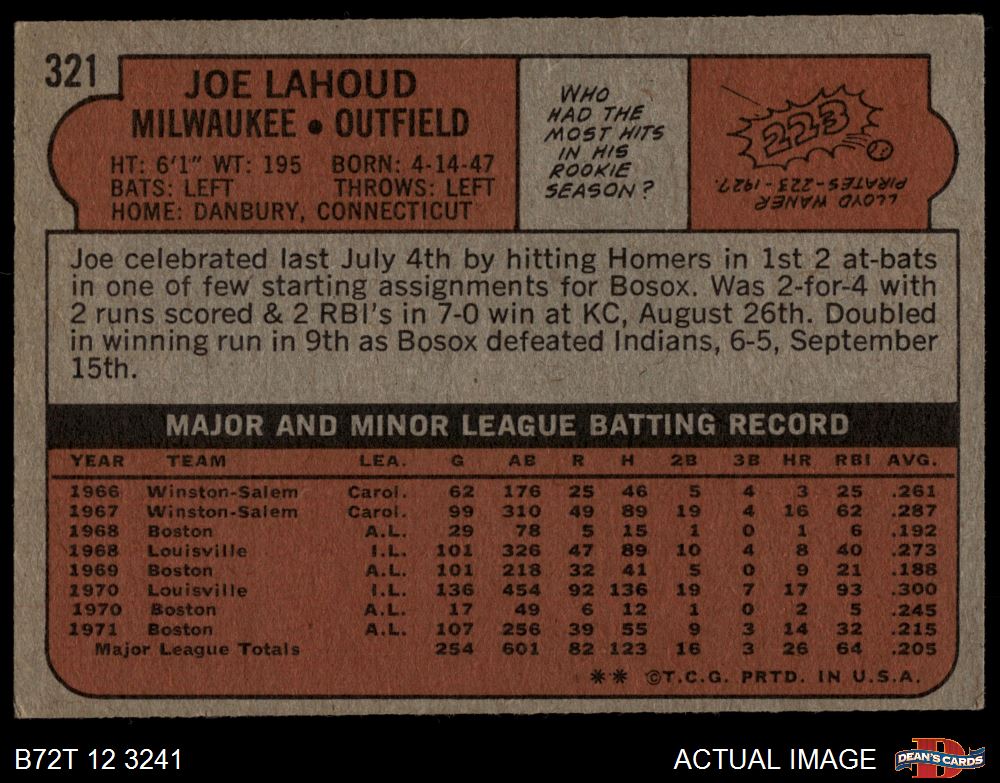 321
JOE LAHOUD
MILWAUKEE • OUTFIELD
HT: 6'1" WT: 195 BORN: 4-14-47
BATS: LEFT THROWS: LEFT
HOME: DANBURY, CONNECTICUT
WHO
HAD THE
MOST HITS
IN HIS
ROOKIE
SEASON?
223
LLOYD WANER
PIRATES-223-1927.
Joe celebrated last July 4th by hitting Homers in 1st 2 at-bats
in one of few starting assignments for Bosox. Was 2-for-4 with
2 runs scored & 2 RBI's in 7-0 win at KC, August 26th. Doubled
in winning run in 9th as Bosox defeated Indians, 6-5, September
15th.
MAJOR AND MINOR LEAGUE BATTING RECORD
YEAR TEAM LEA. G AB R H 2B 3B HR RBI AVG.
1966 Winston-Salem Carol. 62 176 25 46 5 4 3 25 .261
1967 Winston-Salem Carol. 99 310 49 89 19 4 16 62 .287
1968 Boston A.L. 29 78 5 15 1 0 1 6 .192
1968 Louisville I.L. 101 326 47 89 10 4 8 40 .273
1969 Boston A.L. 101 218 32 41 5 0 9 21 .188
1970 Louisville I.L. 136 454 92 136 19 7 17 93 .300
1970 Boston A.L. 17 49 6 12 1 0 2 5 .245
1971 Boston A.L. 107 256 39 55 9 3 14 32 .215
Major League Totals 254 601 82 123 16 3 26 64 .205
** ©T.C.G. PRTD. IN U.S.A.
B72T 12 3241
ACTUAL IMAGE
D
DEAN'S CARDS